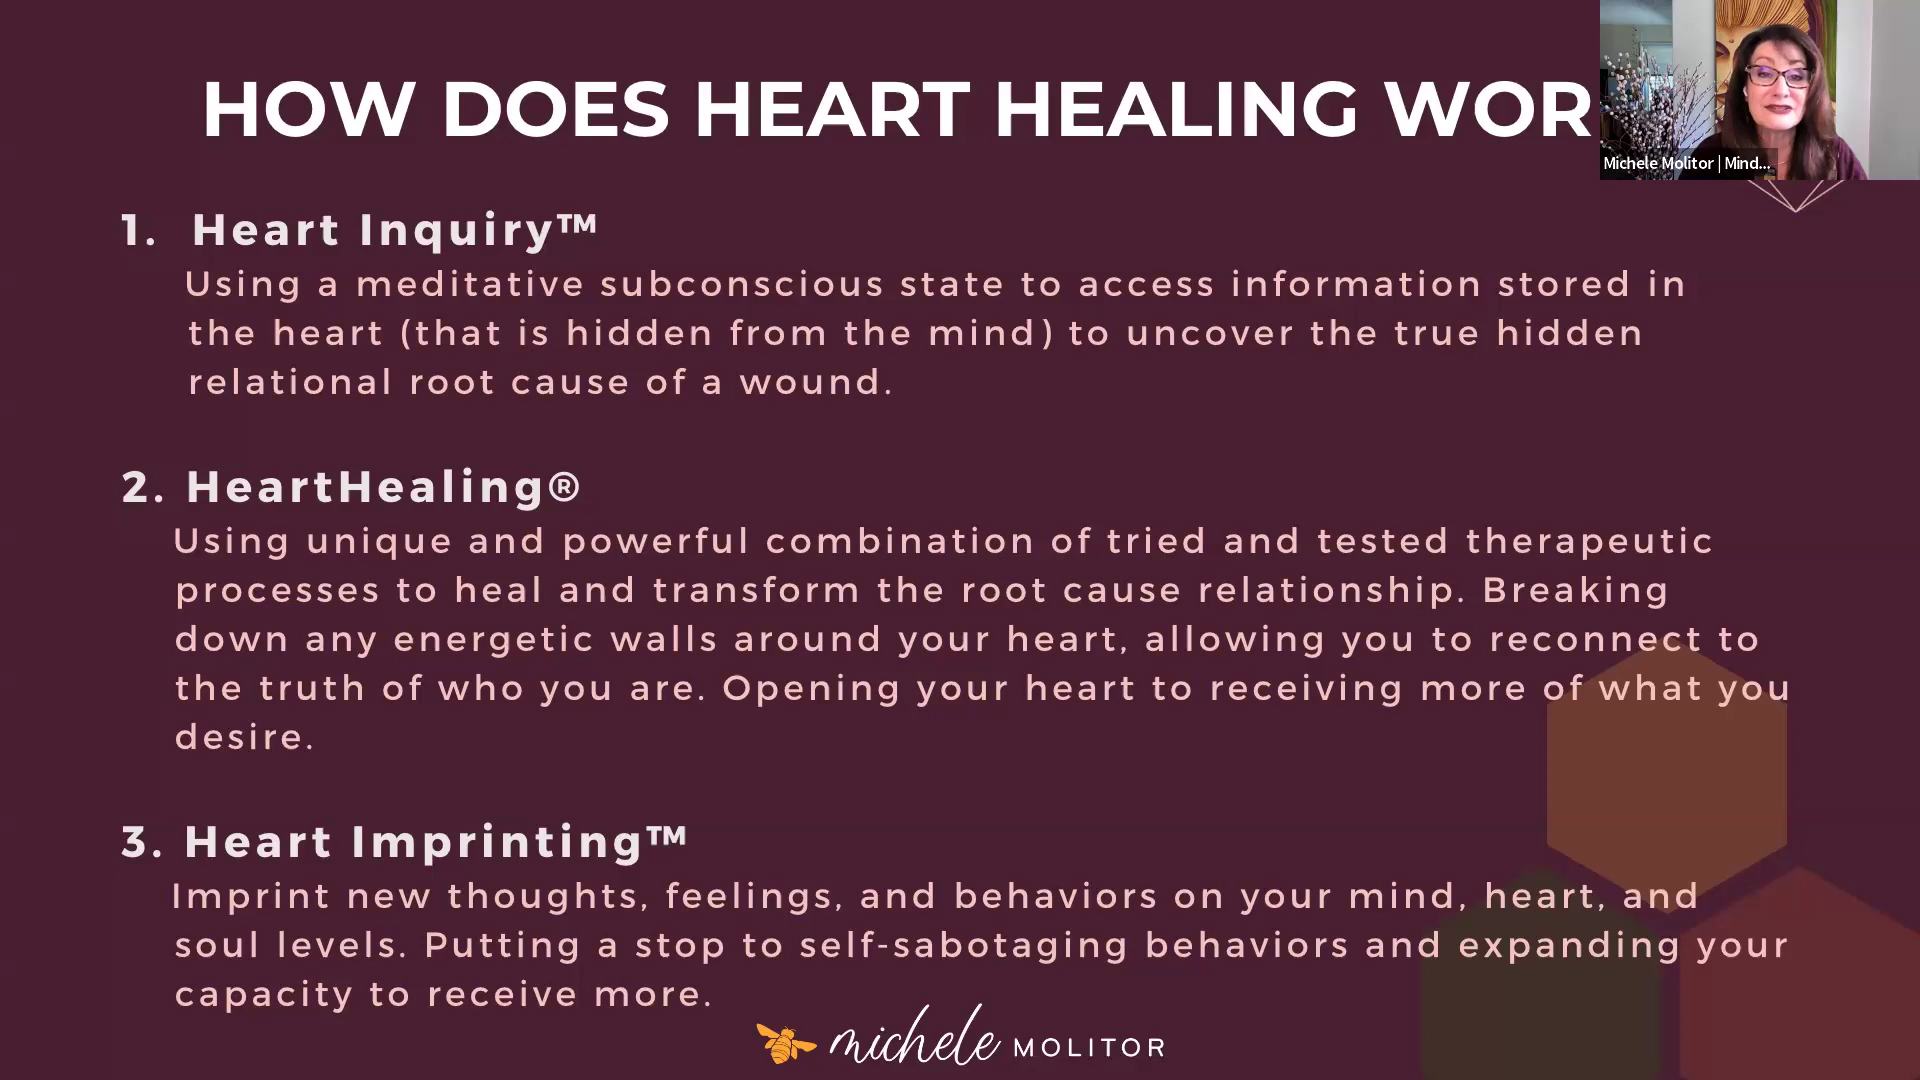 HOW DOES HEART HEALING WOR
Michele Molitor | Mind...
1. Heart Inquiry™
Using a meditative subconscious state to access information stored in
the heart (that is hidden from the mind) to uncover the true hidden
relational root cause of a wound.
2. HeartHealing®
Using unique and powerful combination of tried and tested therapeutic
processes to heal and transform the root cause relationship. Breaking
down any energetic walls around your heart, allowing you to reconnect to
the truth of who you are. Opening your heart to receiving more of what you
desire.
3. Heart Imprinting™
Imprint new thoughts, feelings, and behaviors on your mind, heart, and
soul levels. Putting a stop to self-sabotaging behaviors and expanding your
capacity to receive more.
michele MOLITOR